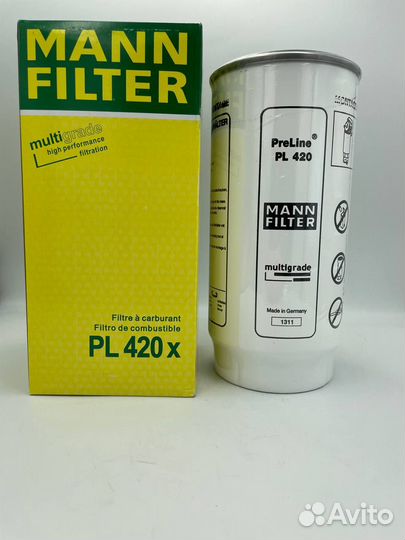 MANN
FILTER
multigrade
high performance
filtration
Filtre à carburant
Filtro de combustible
PL 420 x
PreLine®
PL 420
MANN
FILTER
multigrade
Made in Germany
1311
Avito